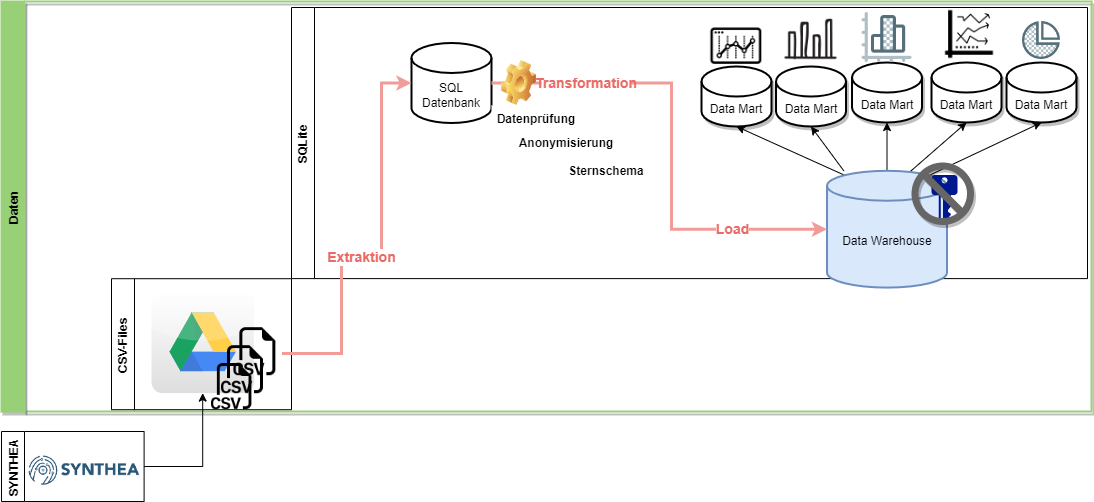 Daten
SQLite
SQL
Datenbank
Transformation
Datenprüfung
Anonymisierung
Sternschema
Data Mart
Data Mart
Data Mart
Data Mart
Data Mart
Load
Data Warehouse
Extraktion
CSV-Files
CSV
CSV
CSV
SYNTHEA
SYNTHEA